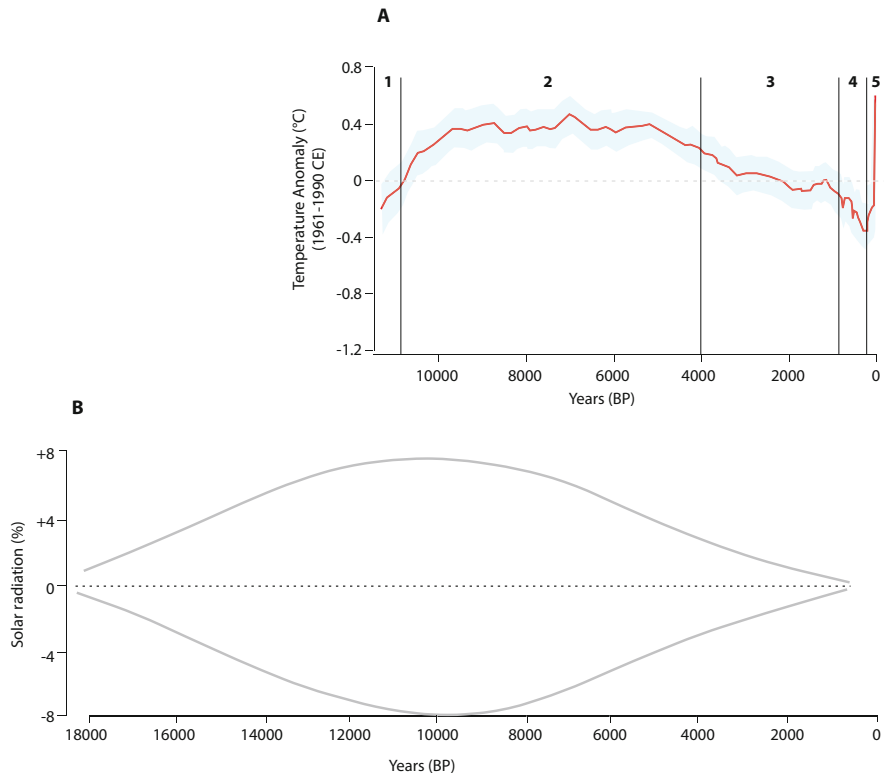 A
0.8
0.4
0
-0.4
-0.8
-1.2
Temperature Anomaly (°C)
(1961-1990 CE)
1 2 3 4 5
10000 8000 6000 4000 2000 0
Years (BP)
B
+8
+4
0
-4
-8
Solar radiation (%)
18000 16000 14000 12000 10000 8000 6000 4000 2000 0
Years (BP)